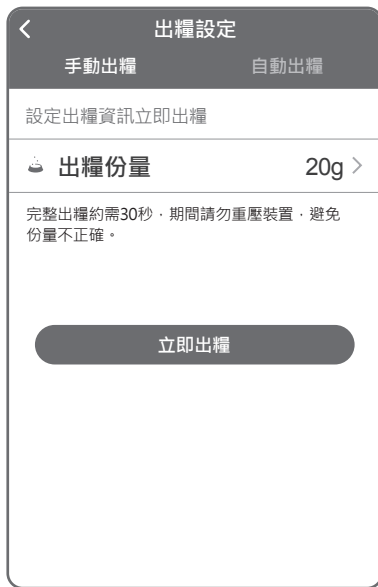 出糧設定
手動出糧 自動出糧
設定出糧資訊立即出糧
出糧份量 20g
完整出糧約需30秒，期間請勿重壓裝置，避免
份量不正確。
立即出糧